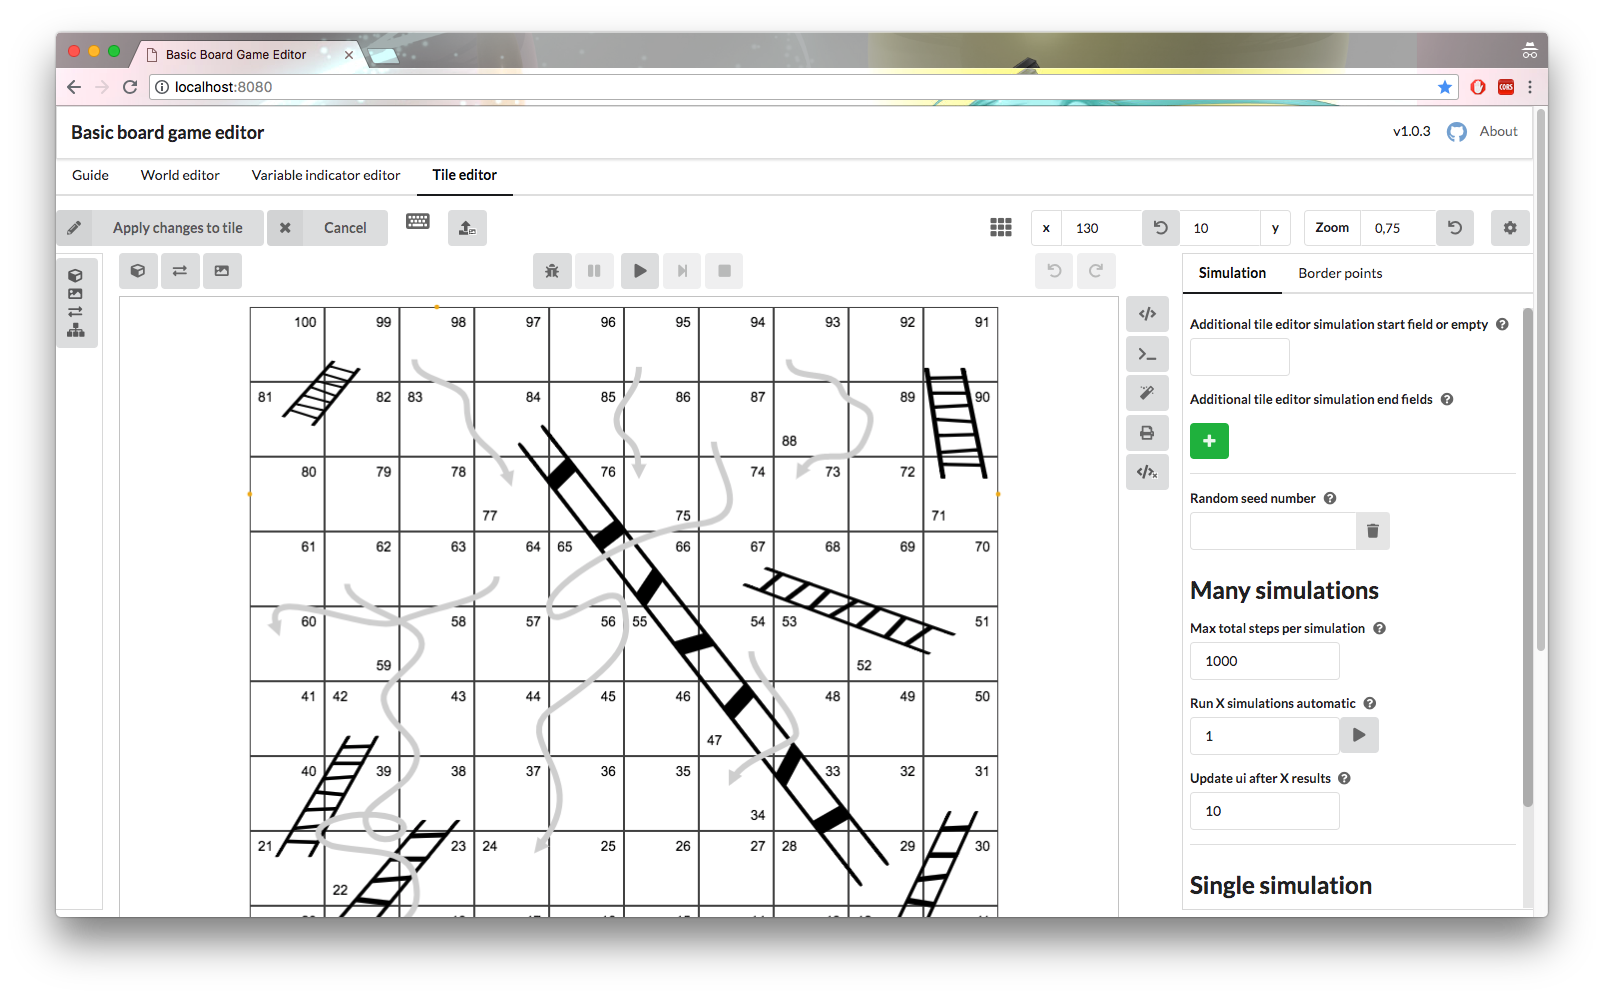 Basic Board Game Editor
localhost:8080
CORS
Basic board game editor
v1.0.3 About
Guide World editor Variable indicator editor Tile editor
Apply changes to tile Cancel x 130 10 y Zoom 0,75
Simulation Border points
100 99 98 97 96 95 94 93 92 91
Additional tile editor simulation start field or empty
81 82 83 84 85 86 87 89 90
Additional tile editor simulation end fields
88
80 79 78 76 74 73 72
Random seed number
77 75 71
61 62 63 64 65 66 67 68 69 70
Many simulations
60 58 57 56 55 54 53 51
Max total steps per simulation
59 52
1000
41 42 43 44 45 46 48 49 50
Run X simulations automatic
47
1
40 39 38 37 36 35 33 32 31
Update ui after X results
34
10
21 23 24 25 26 27 28 29 30
22
Single simulation